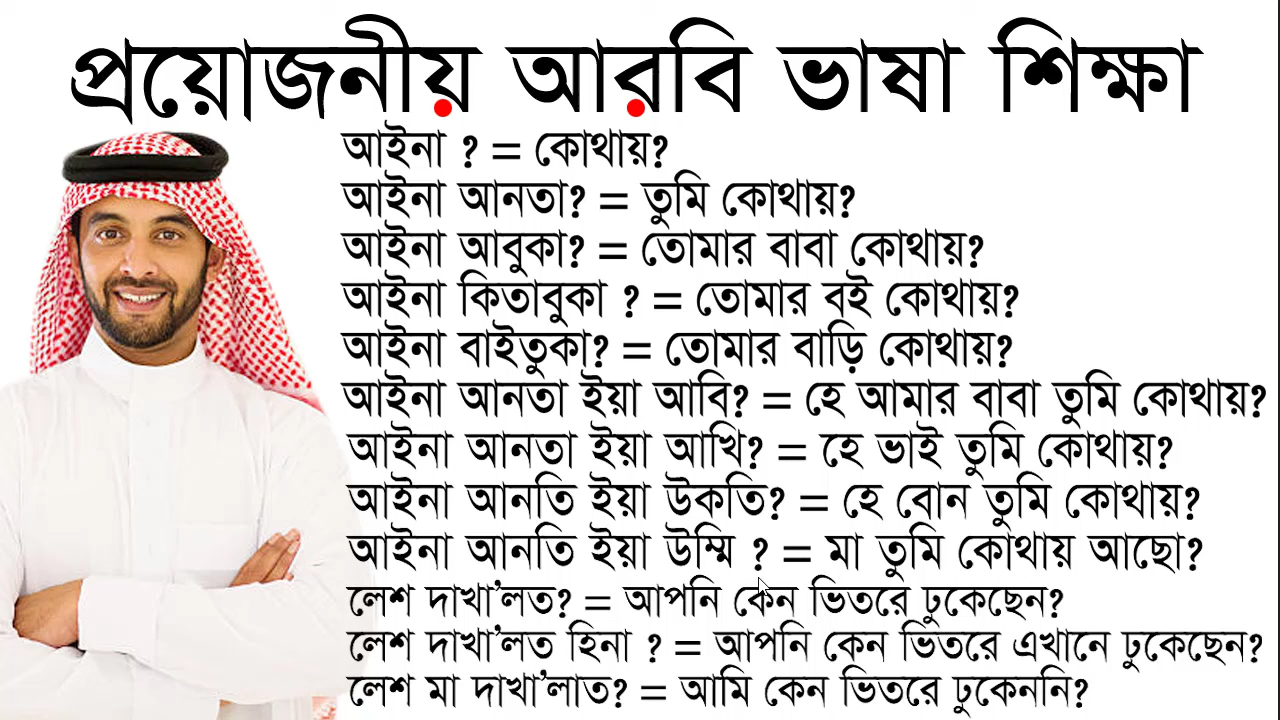 প্রয়োজনীয় আরবি ভাষা শিক্ষা
আইনা ? = কোথায়?
আইনা আনতা? = তুমি কোথায়?
আইনা আবুকা? = তোমার বাবা কোথায়?
আইনা কিতাবুকা ? = তোমার বই কোথায়?
আইনা বাইতুকা? = তোমার বাড়ি কোথায়?
আইনা আনতা ইয়া আবি? = হে আমার বাবা তুমি কোথায়?
আইনা আনতা ইয়া আখি? = হে ভাই তুমি কোথায়?
আইনা আনতি ইয়া উকতি? = হে বোন তুমি কোথায়?
আইনা আনতি ইয়া উম্মি ? = মা তুমি কোথায় আছো?
লেশ দাখা'লত? = আপনি কেন ভিতরে ঢুকেছেন?
লেশ দাখা'লত হিনা ? = আপনি কেন ভিতরে এখানে ঢুকেছেন?
লেশ মা দাখা'লাত? = আমি কেন ভিতরে ঢুকেননি?